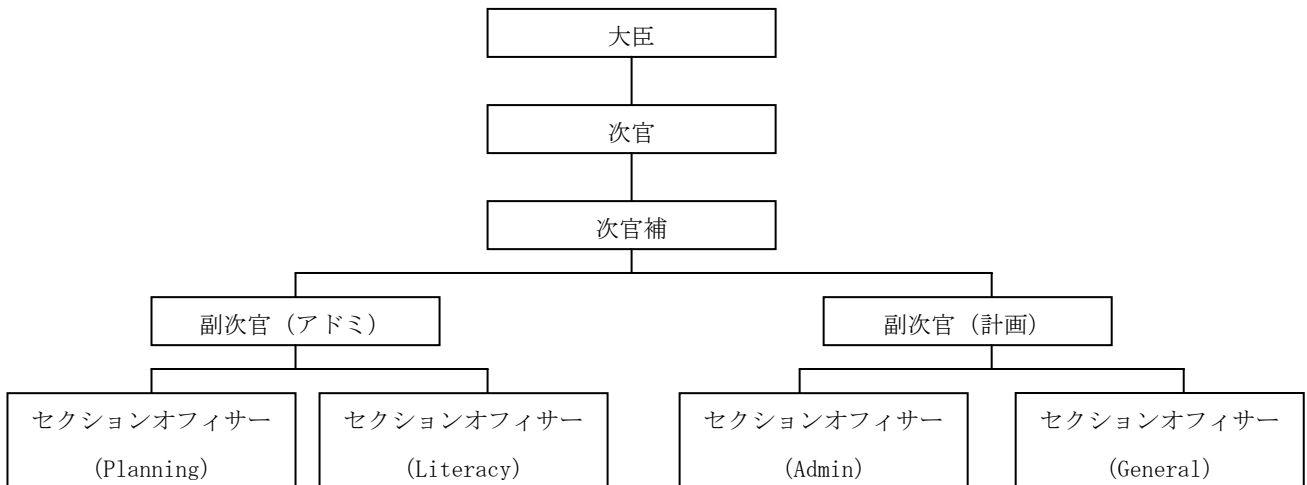 大臣
次官
次官補
副次官（アドミ）
副次官（計画）
セクションオフィサー
(Planning)
セクションオフィサー
(Literacy)
セクションオフィサー
(Admin)
セクションオフィサー
(General)